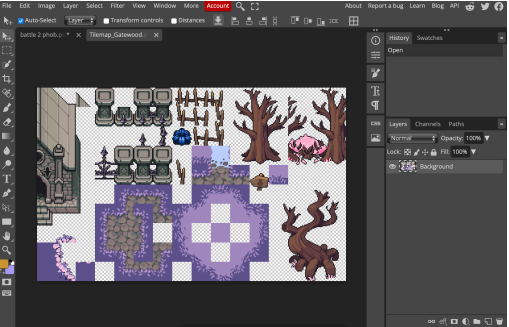 File Edit Image Layer Select Filter View Window More Account About Report a bug Learn Blog API
Auto-Select Layer Transform controls Distances
battle 2 phob.p.. * Tilemap_Gatewood.
History Swatches
Open
CSS
Layers Channels Paths
Normal Opacity: 100%
Lock: Fill: 100%
Background
eff